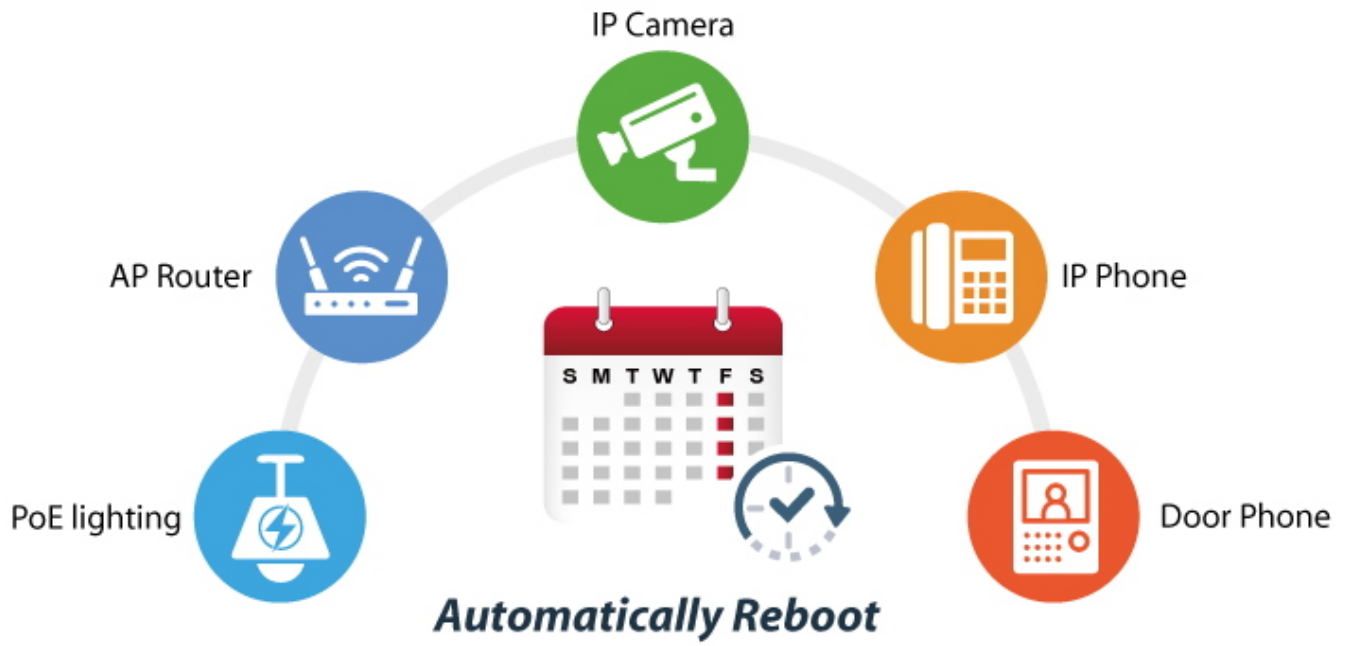 IP Camera
AP Router
IP Phone
S M T W T F S
PoE lighting
Door Phone
Automatically Reboot